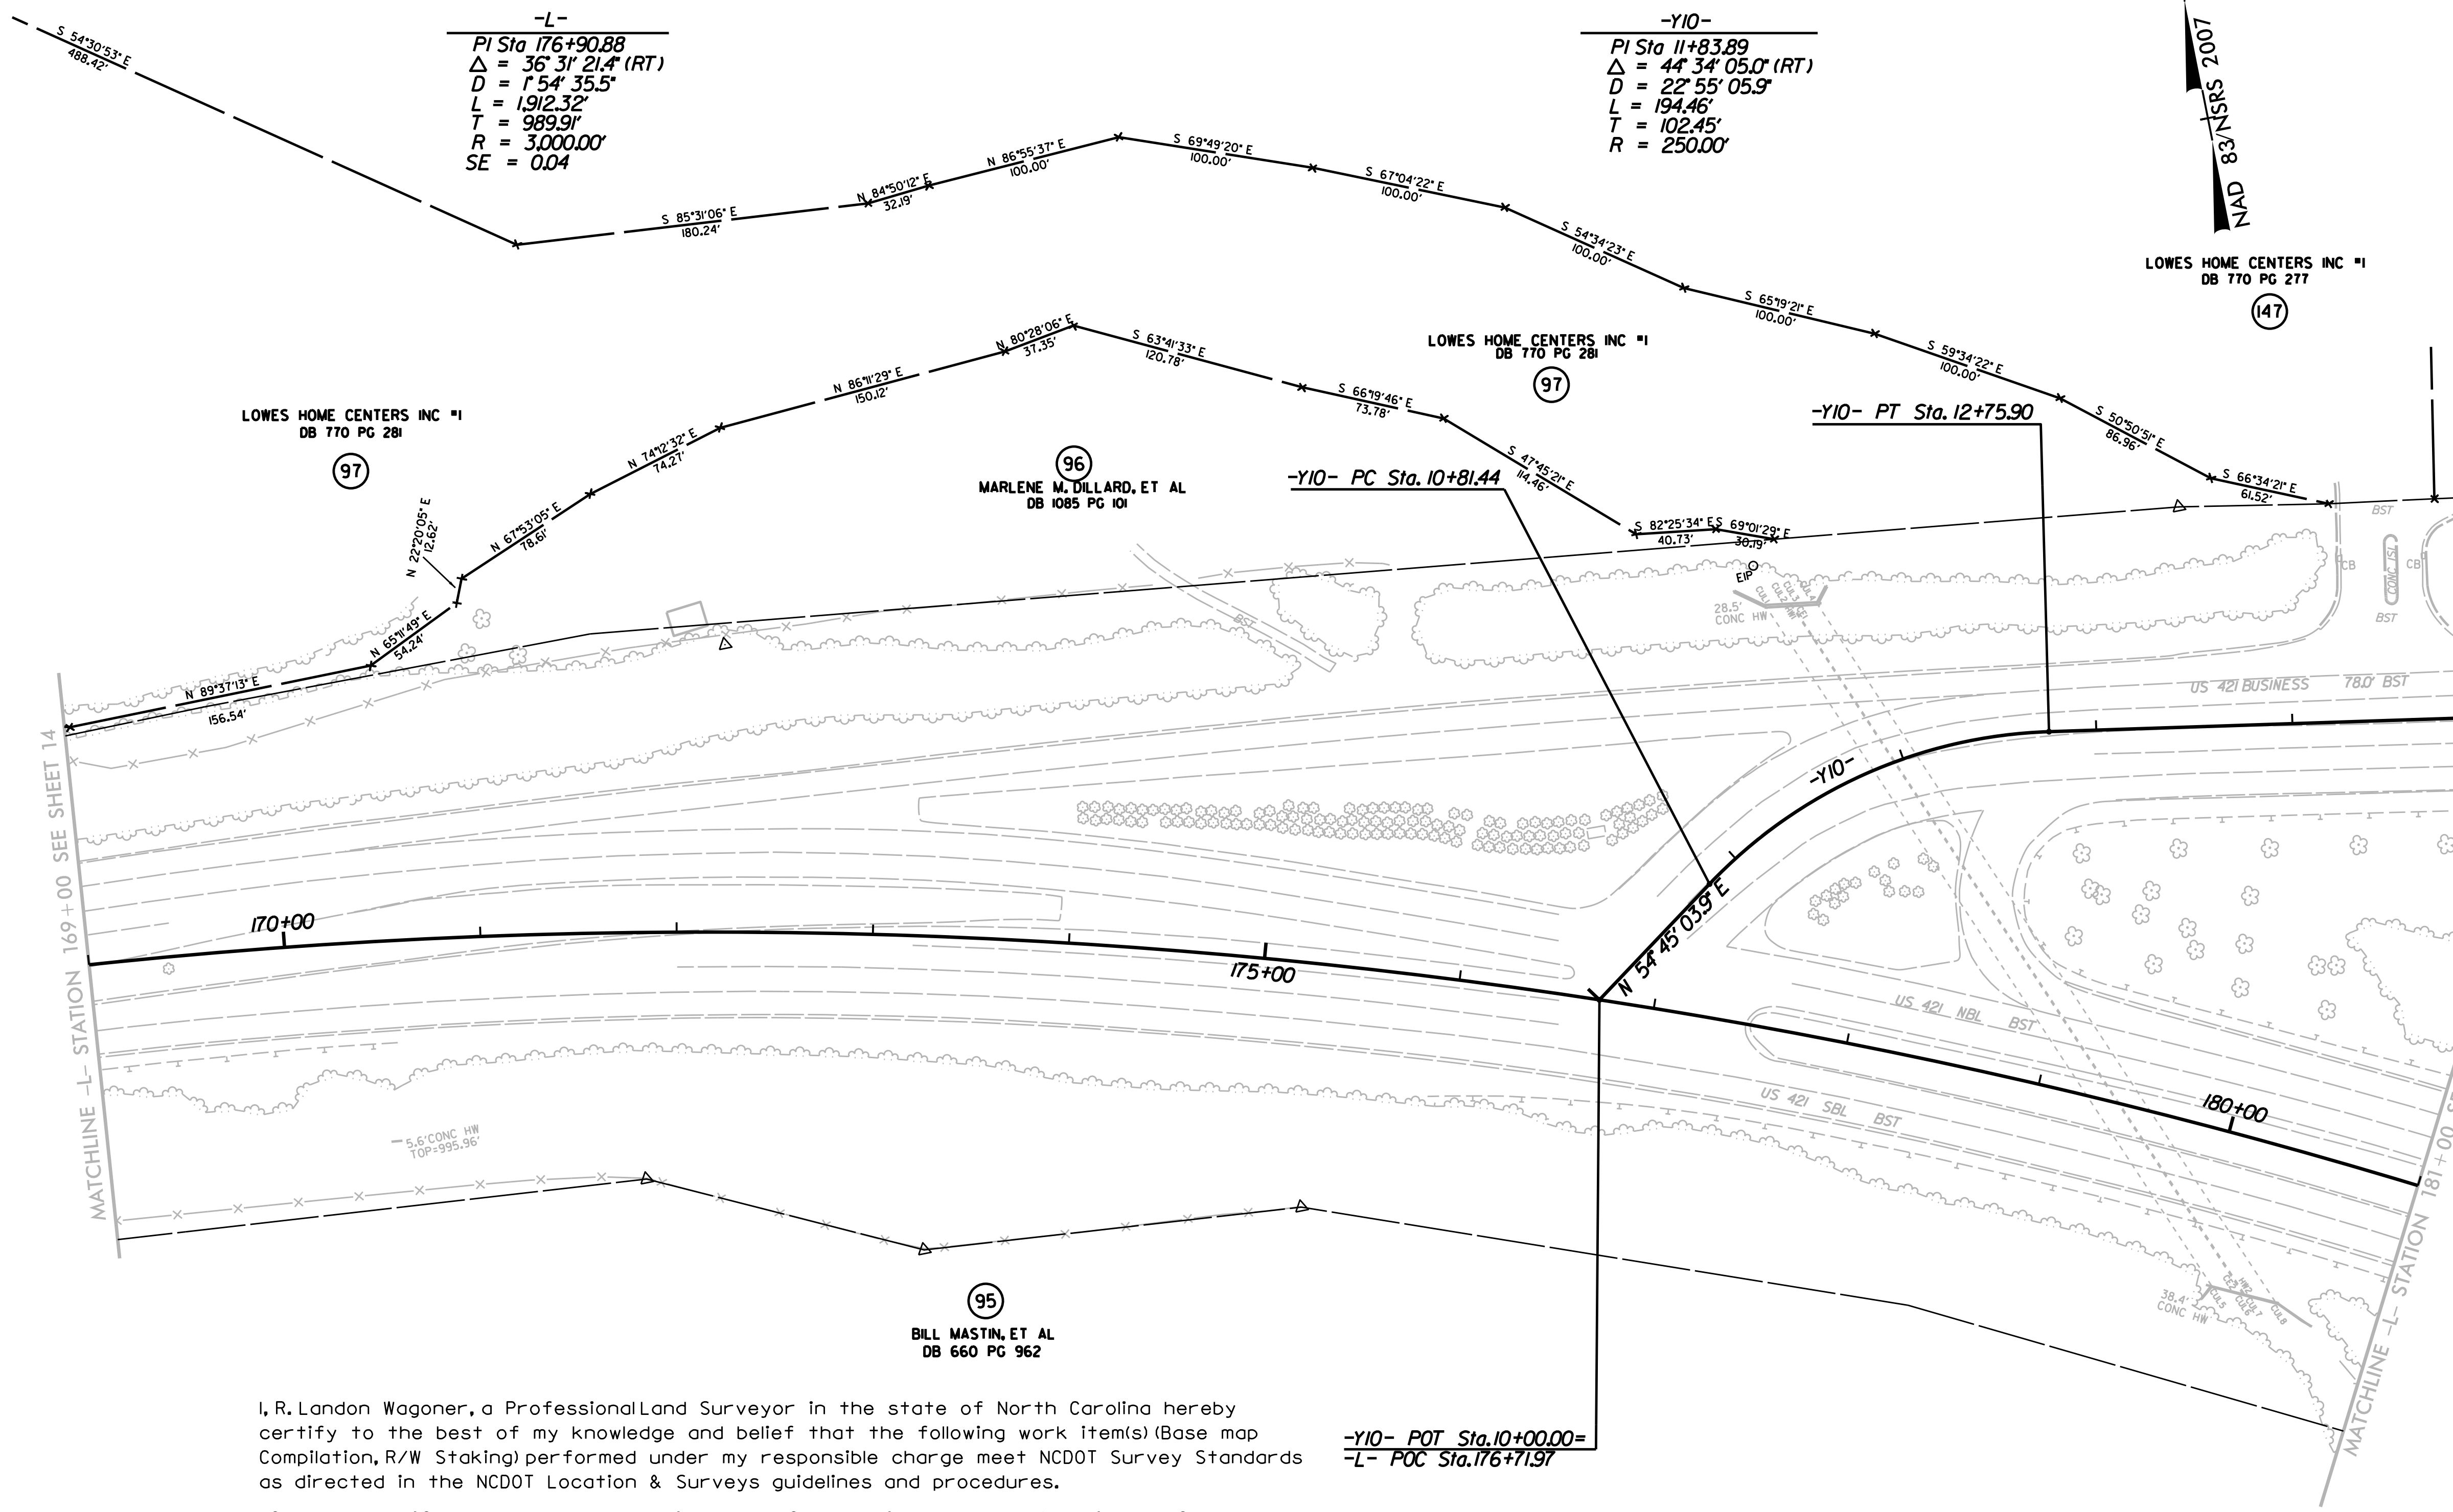 -L-
PI Sta 176+90.88
Δ = 36° 31' 21.4" (RT)
D = 1° 54' 35.5"
L = 1,912.32'
T = 989.91'
R = 3,000.00'
SE = 0.04
-Y10-
PI Sta 11+83.89
Δ = 44° 34' 05.0" (RT)
D = 22° 55' 05.9"
L = 194.46'
T = 102.45'
R = 250.00'
NAD 83/NSRS 2007
S 54°30'53" E
488.42'
S 85°31'06" E
180.24'
N 84°50'12" E
32.19'
N 86°55'37" E
100.00'
S 69°49'20" E
100.00'
S 67°04'22" E
100.00'
S 54°34'23" E
100.00'
S 65°19'21" E
100.00'
S 59°34'22" E
100.00'
S 50°50'51" E
86.96'
S 66°34'21" E
61.52'
LOWES HOME CENTERS INC #1
DB 770 PG 277
147
LOWES HOME CENTERS INC #1
DB 770 PG 281
97
LOWES HOME CENTERS INC #1
DB 770 PG 281
97
N 89°37'13" E
156.54'
N 65°11'49" E
54.24'
N 22°20'05" E
12.62'
N 67°53'05" E
78.61'
N 74°12'32" E
74.27'
N 86°11'29" E
150.12'
N 80°28'06" E
37.35'
S 63°41'33" E
120.78'
S 66°19'46" E
73.78'
S 47°45'21" E
114.46'
S 82°25'34" E
40.73'
S 69°01'29" E
30.19'
96
MARLENE M. DILLARD, ET AL
DB 1085 PG 101
-Y10- PC Sta. 10+81.44
-Y10- PT Sta. 12+75.90
EIP
28.5'
CONC HW
CUL1
CUL2
CUL3
CUL4
BST
BST
CB
CONC ISL
CB
BST
US 421 BUSINESS 78.0' BST
-Y10-
N 54° 45' 03.9" E
MATCHLINE -L- STATION 169+00 SEE SHEET 14
170+00
175+00
180+00
US 421 NBL BST
US 421 SBL BST
5.6'CONC HW
TOP=995.96'
38.4'
CONC HW
CUL5
CUL6
CUL7
CUL8
HW2
MATCHLINE -L- STATION 181+00
95
BILL MASTIN, ET AL
DB 660 PG 962
-Y10- POT Sta. 10+00.00=
-L- POC Sta. 176+71.97
I, R. Landon Wagoner, a Professional Land Surveyor in the state of North Carolina hereby
certify to the best of my knowledge and belief that the following work item(s) (Base map
Compilation, R/W Staking) performed under my responsible charge meet NCDOT Survey Standards
as directed in the NCDOT Location & Surveys guidelines and procedures.